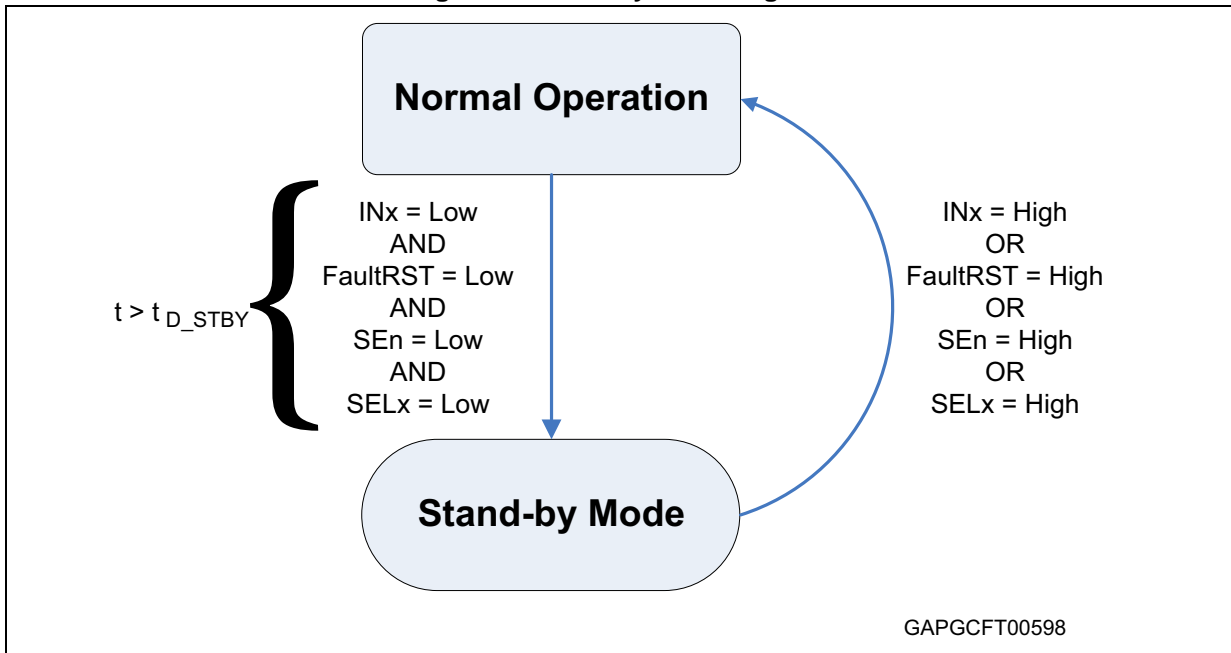 Normal Operation
t > t D_STBY
INx = Low
AND
FaultRST = Low
AND
SEn = Low
AND
SELx = Low
INx = High
OR
FaultRST = High
OR
SEn = High
OR
SELx = High
Stand-by Mode
GAPGCFT00598